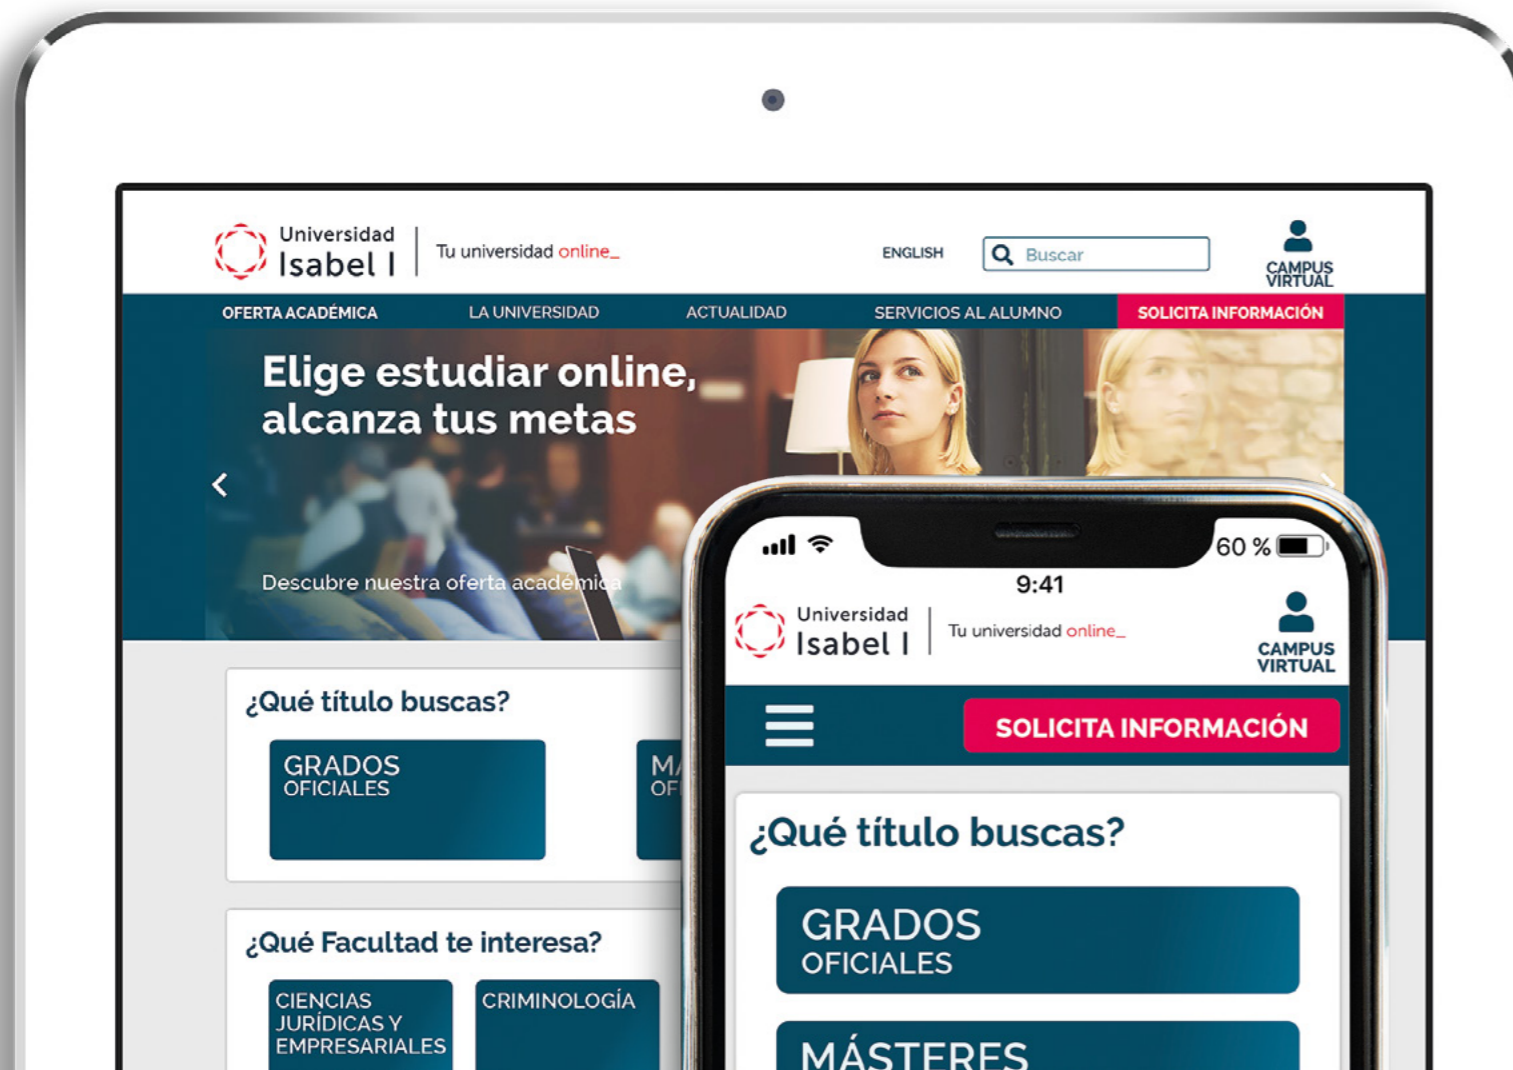 Universidad
Isabel I
Tu universidad online_
ENGLISH
Buscar
CAMPUS
VIRTUAL
OFERTA ACADÉMICA
LA UNIVERSIDAD
ACTUALIDAD
SERVICIOS AL ALUMNO
SOLICITA INFORMACIÓN
Elige estudiar online,
alcanza tus metas
Descubre nuestra oferta académica
¿Qué título buscas?
GRADOS
OFICIALES
¿Qué Facultad te interesa?
CIENCIAS
JURÍDICAS Y
EMPRESARIALES
CRIMINOLOGÍA
60 %
9:41
Universidad
Isabel I
Tu universidad online_
CAMPUS
VIRTUAL
SOLICITA INFORMACIÓN
¿Qué título buscas?
GRADOS
OFICIALES
MÁSTERES